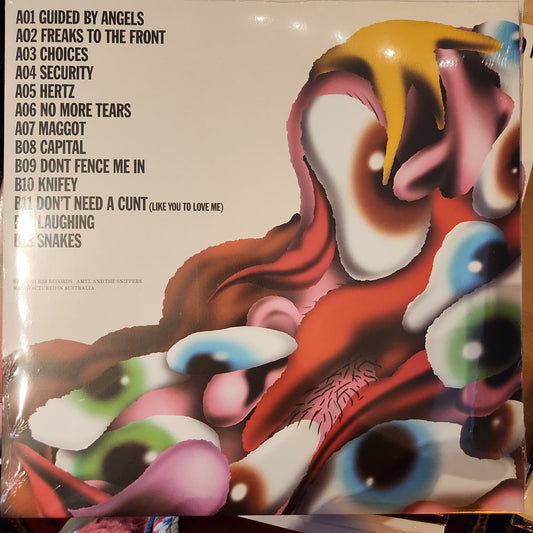 A01 GUIDED BY ANGELS
A02 FREAKS TO THE FRONT
A03 CHOICES
A04 SECURITY
A05 HERTZ
A06 NO MORE TEARS
A07 MAGGOT
B08 CAPITAL
B09 DONT FENCE ME IN
B10 KNIFEY
B11 DON'T NEED A CUNT (LIKE YOU TO LOVE ME)
LAUGHING
SNAKES
RECORDS / AMYL AND THE SNIFFERS.
MANUFACTURED IN AUSTRALIA.